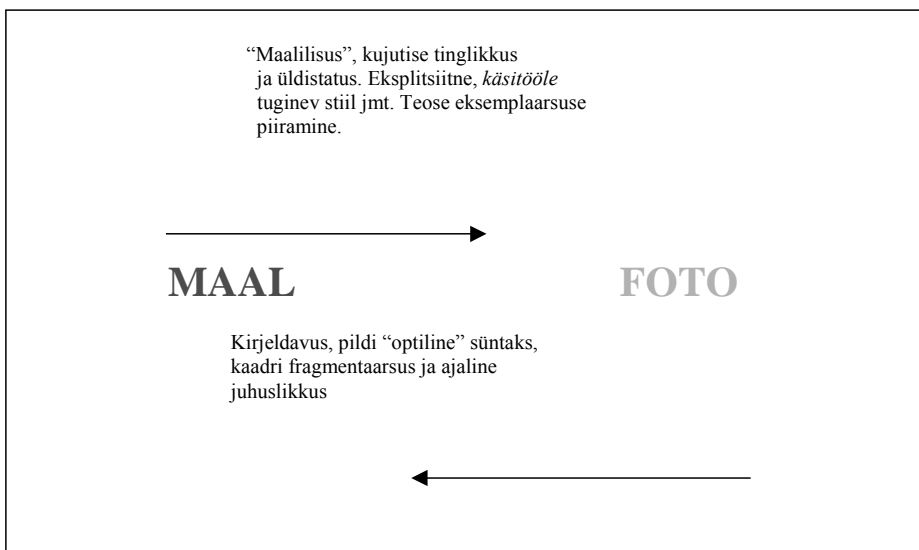 “Maalilisus”, kujutise tinglikkus
ja üldistatus. Eksplitsiitne, käsitööle
tuginev stiil jmt. Teose eksemplaarsuse
piiramine.
MAAL FOTO
Kirjeldavus, pildi “optiline” süntaks,
kaadri fragmentaarsus ja ajaline
juhuslikkus